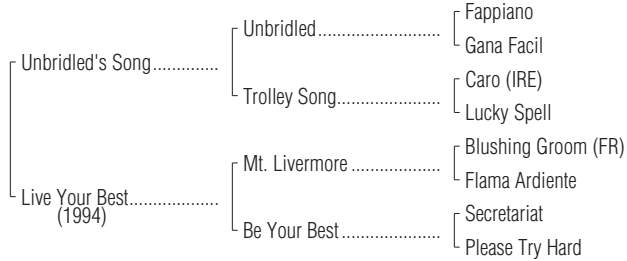 Fappiano
Unbridled........................
Gana Facil
Unbridled's Song..............
Caro (IRE)
Trolley Song....................
Lucky Spell
Blushing Groom (FR)
Mt. Livermore .................
Flama Ardiente
Live Your Best..................
(1994)
Secretariat
Be Your Best...................
Please Try Hard